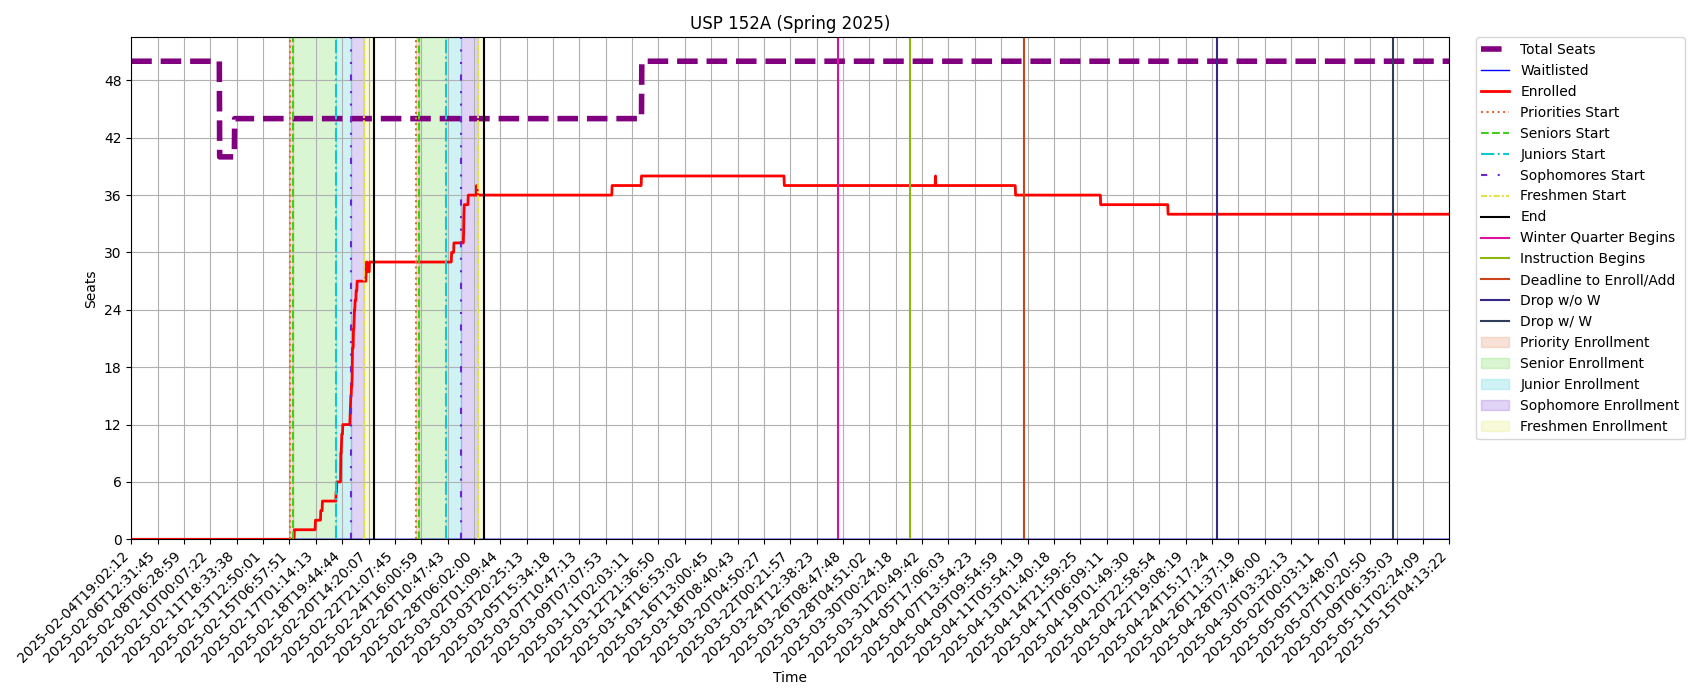 USP 152A (Spring 2025)
Seats
48
42
36
30
24
18
12
6
0
2025-02-04T19:02:12
2025-02-06T12:31:45
2025-02-08T06:28:59
2025-02-10T00:07:22
2025-02-11T18:33:38
2025-02-13T12:50:01
2025-02-15T06:57:51
2025-02-17T01:14:13
2025-02-18T19:44:44
2025-02-20T14:20:07
2025-02-22T21:07:45
2025-02-24T16:00:59
2025-02-26T10:47:43
2025-02-28T06:02:00
2025-03-02T01:09:44
2025-03-03T20:25:13
2025-03-05T15:34:18
2025-03-07T10:47:13
2025-03-09T07:07:53
2025-03-11T02:03:11
2025-03-12T21:36:50
2025-03-14T16:53:02
2025-03-16T13:00:45
2025-03-18T08:40:43
2025-03-20T04:50:27
2025-03-22T00:21:57
2025-03-24T12:38:23
2025-03-26T08:47:48
2025-03-28T04:51:02
2025-03-30T00:24:18
2025-03-31T20:49:42
2025-04-05T17:06:03
2025-04-07T13:54:23
2025-04-09T09:54:59
2025-04-11T05:54:19
2025-04-13T01:40:18
2025-04-14T21:59:25
2025-04-17T06:09:11
2025-04-19T01:49:30
2025-04-20T22:58:54
2025-04-22T19:08:19
2025-04-24T15:17:24
2025-04-26T11:37:19
2025-04-28T07:46:00
2025-04-30T03:32:13
2025-05-02T00:03:11
2025-05-05T13:48:07
2025-05-07T10:20:50
2025-05-09T06:35:03
2025-05-11T02:24:09
2025-05-15T04:13:22
Time
Total Seats
Waitlisted
Enrolled
Priorities Start
Seniors Start
Juniors Start
Sophomores Start
Freshmen Start
End
Winter Quarter Begins
Instruction Begins
Deadline to Enroll/Add
Drop w/o W
Drop w/ W
Priority Enrollment
Senior Enrollment
Junior Enrollment
Sophomore Enrollment
Freshmen Enrollment